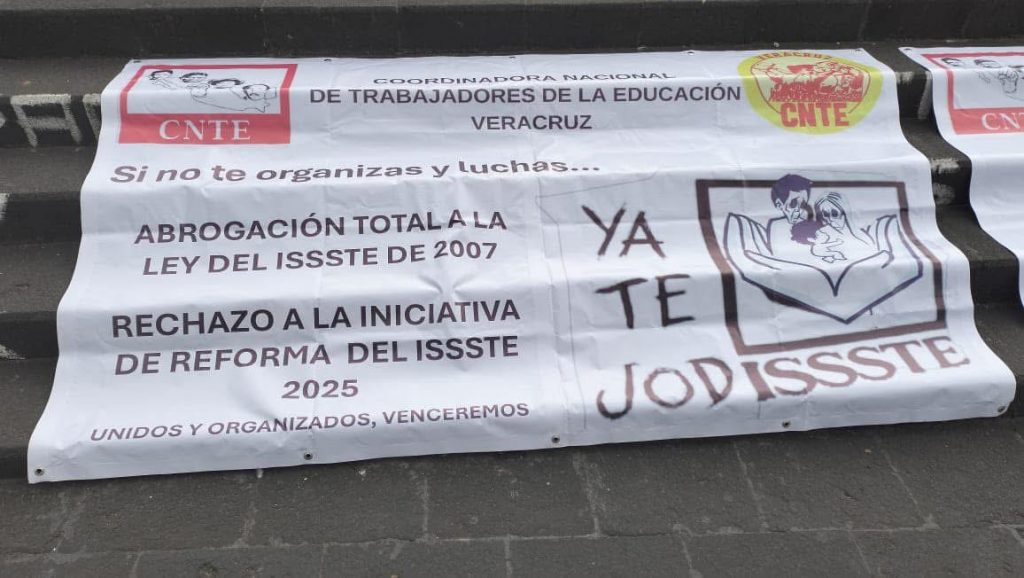 CNTE
COORDINADORA NACIONAL
DE TRABAJADORES DE LA EDUCACIÓN
VERACRUZ
VERACRUZ
CNTE
Si no te organizas y luchas...
ABROGACIÓN TOTAL A LA
LEY DEL ISSSTE DE 2007
RECHAZO A LA INICIATIVA
DE REFORMA DEL ISSSTE
2025
UNIDOS Y ORGANIZADOS, VENCEREMOS
YA
TE
JODISSSTE